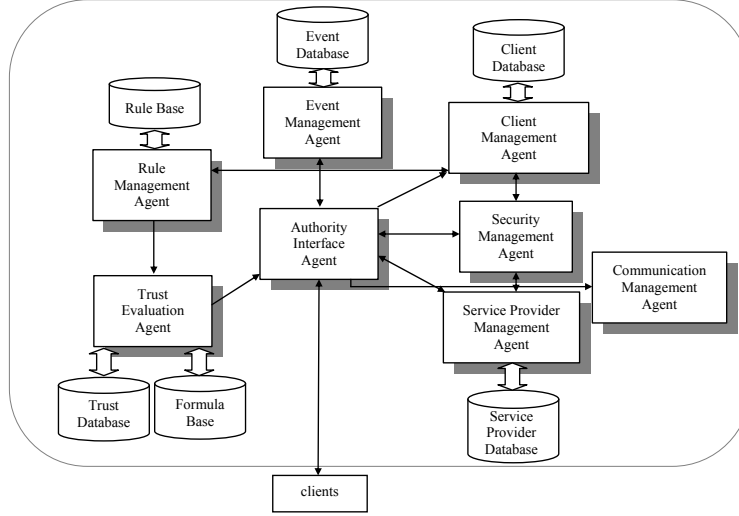 Event
Database
Client
Database
Rule Base
Event
Management
Agent
Client
Management
Agent
Rule
Management
Agent
Authority
Interface
Agent
Security
Management
Agent
Communication
Management
Agent
Trust
Evaluation
Agent
Service Provider
Management
Agent
Trust
Database
Formula
Base
Service
Provider
Database
clients